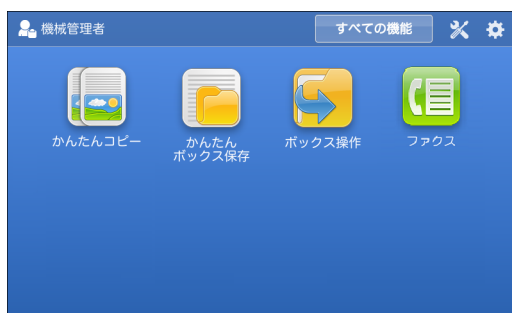 機械管理者
すべての機能
かんたんコピー
かんたん
ボックス保存
ボックス操作
ファクス